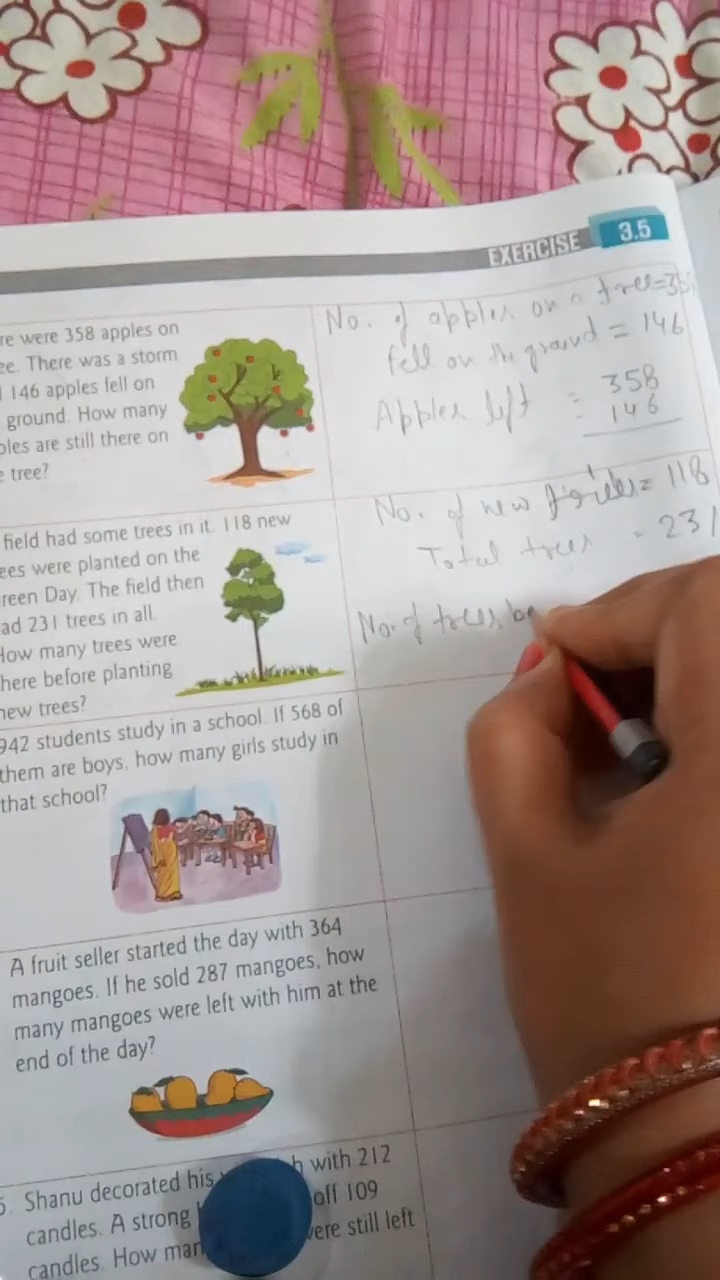 EXERCISE 3.5
re were 358 apples on
ee. There was a storm
146 apples fell on
ground. How many
ples are still there on
tree?
No. of apples on a tree=35
fell on the ground = 146
Apples left = 358
146
field had some trees in it. 118 new
ees were planted on the
reen Day. The field then
ad 231 trees in all.
How many trees were
here before planting
new trees?
No. of new = 118
Total trees = 231
No. of trees be
942 students study in a school. If 568 of
them are boys, how many girls study in
that school?
A fruit seller started the day with 364
mangoes. If he sold 287 mangoes, how
many mangoes were left with him at the
end of the day?
5. Shanu decorated his h with 212
candles. A strong off 109
candles. How man were still left